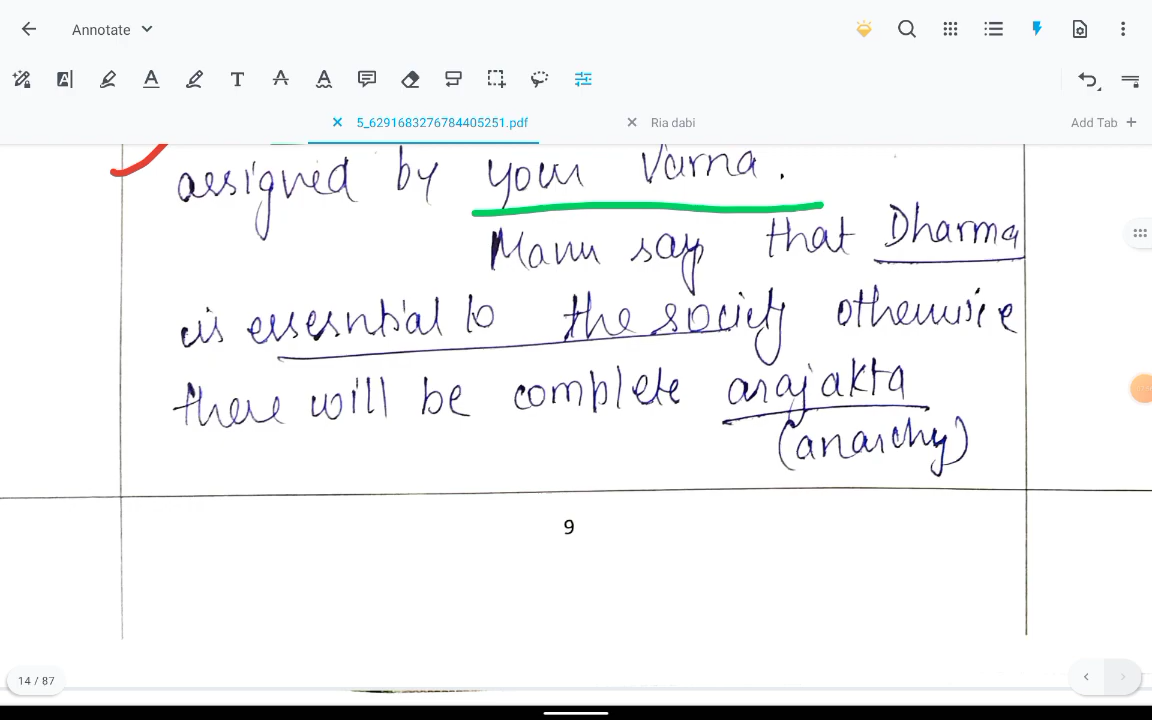 Annotate
5_6291683276784405251.pdf
Ria dabi
Add Tab +
assigned by your Varna.
Manu say that Dharma
is essential to the society otherwise
there will be complete arajakta
(anarchy)
9
14 / 87